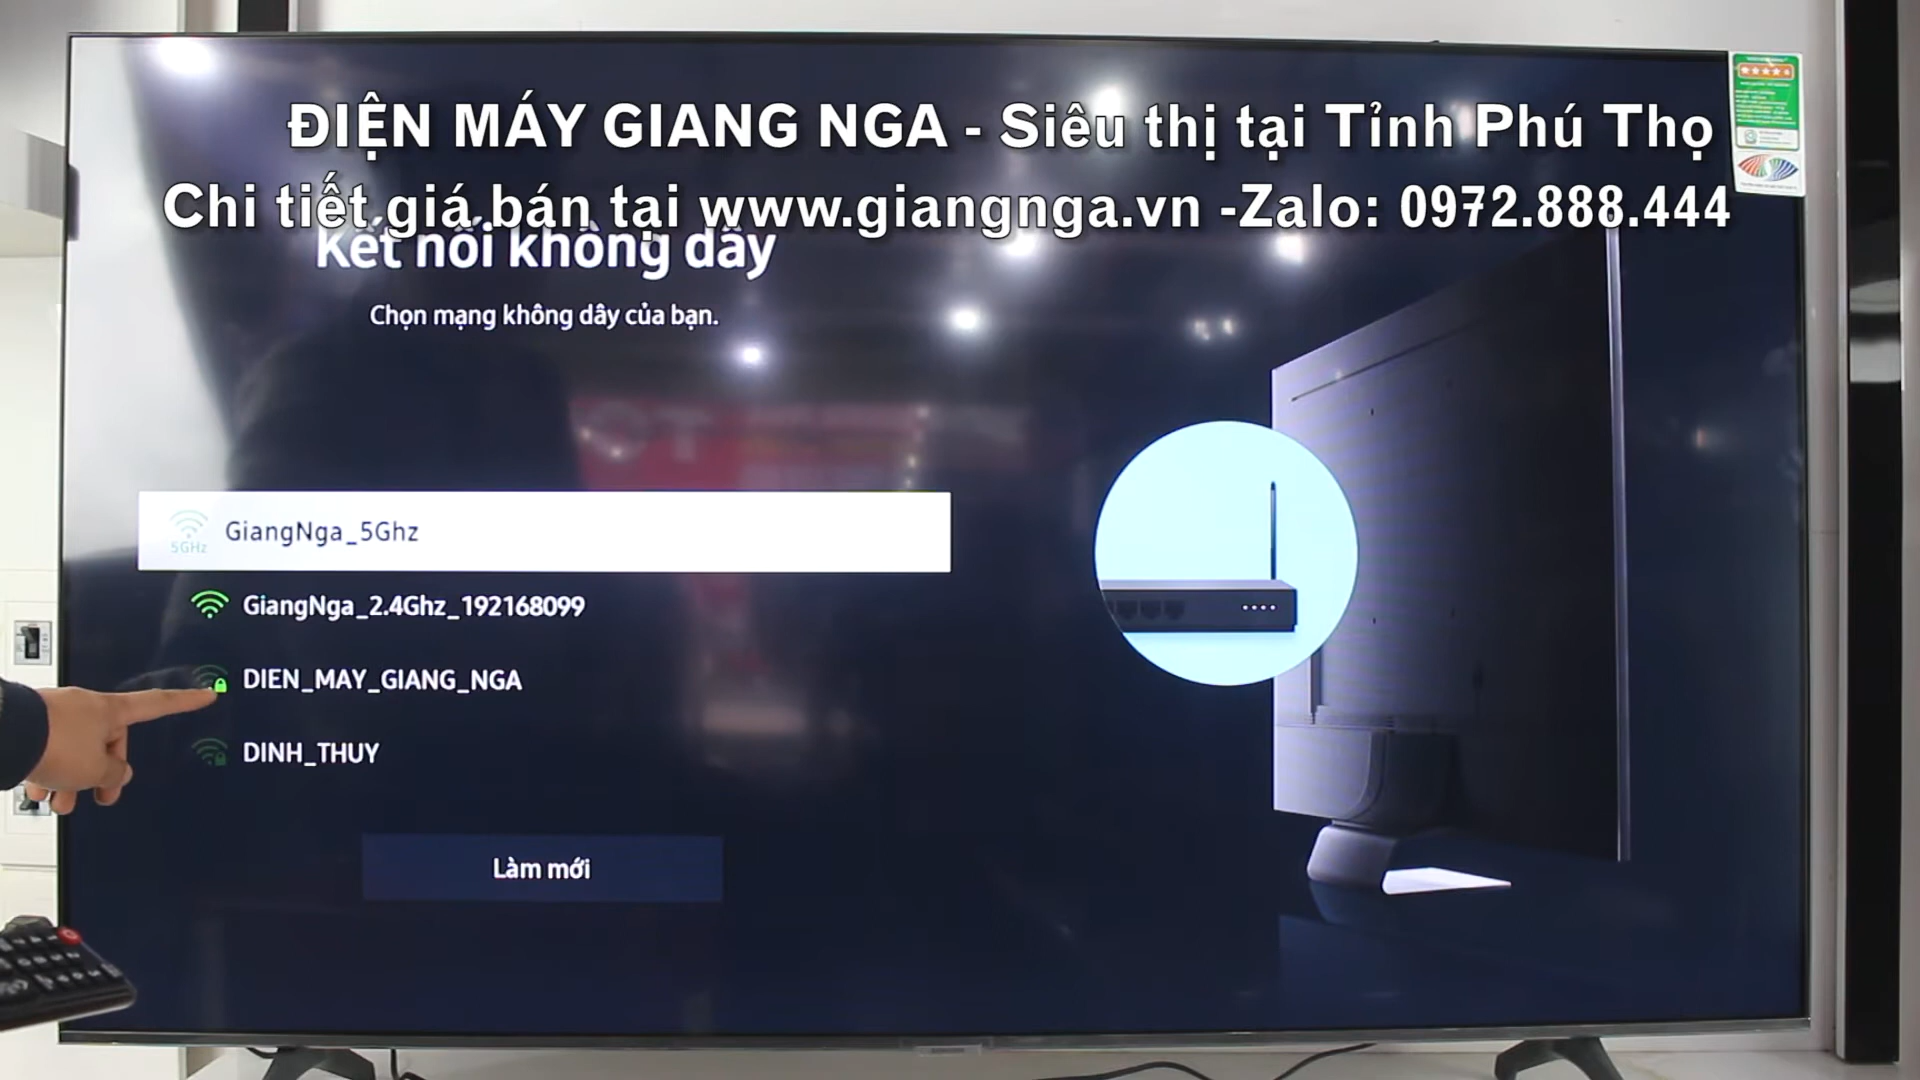 ĐIỆN MÁY GIANG NGA - Siêu thị tại Tỉnh Phú Thọ
Chi tiết giá bán tại www.giangnga.vn -Zalo: 0972.888.444
Kết nối không dây
Chọn mạng không dây của bạn.
5GHz GiangNga_5Ghz
GiangNga_2.4Ghz_192168099
DIEN_MAY_GIANG_NGA
DINH_THUY
Làm mới